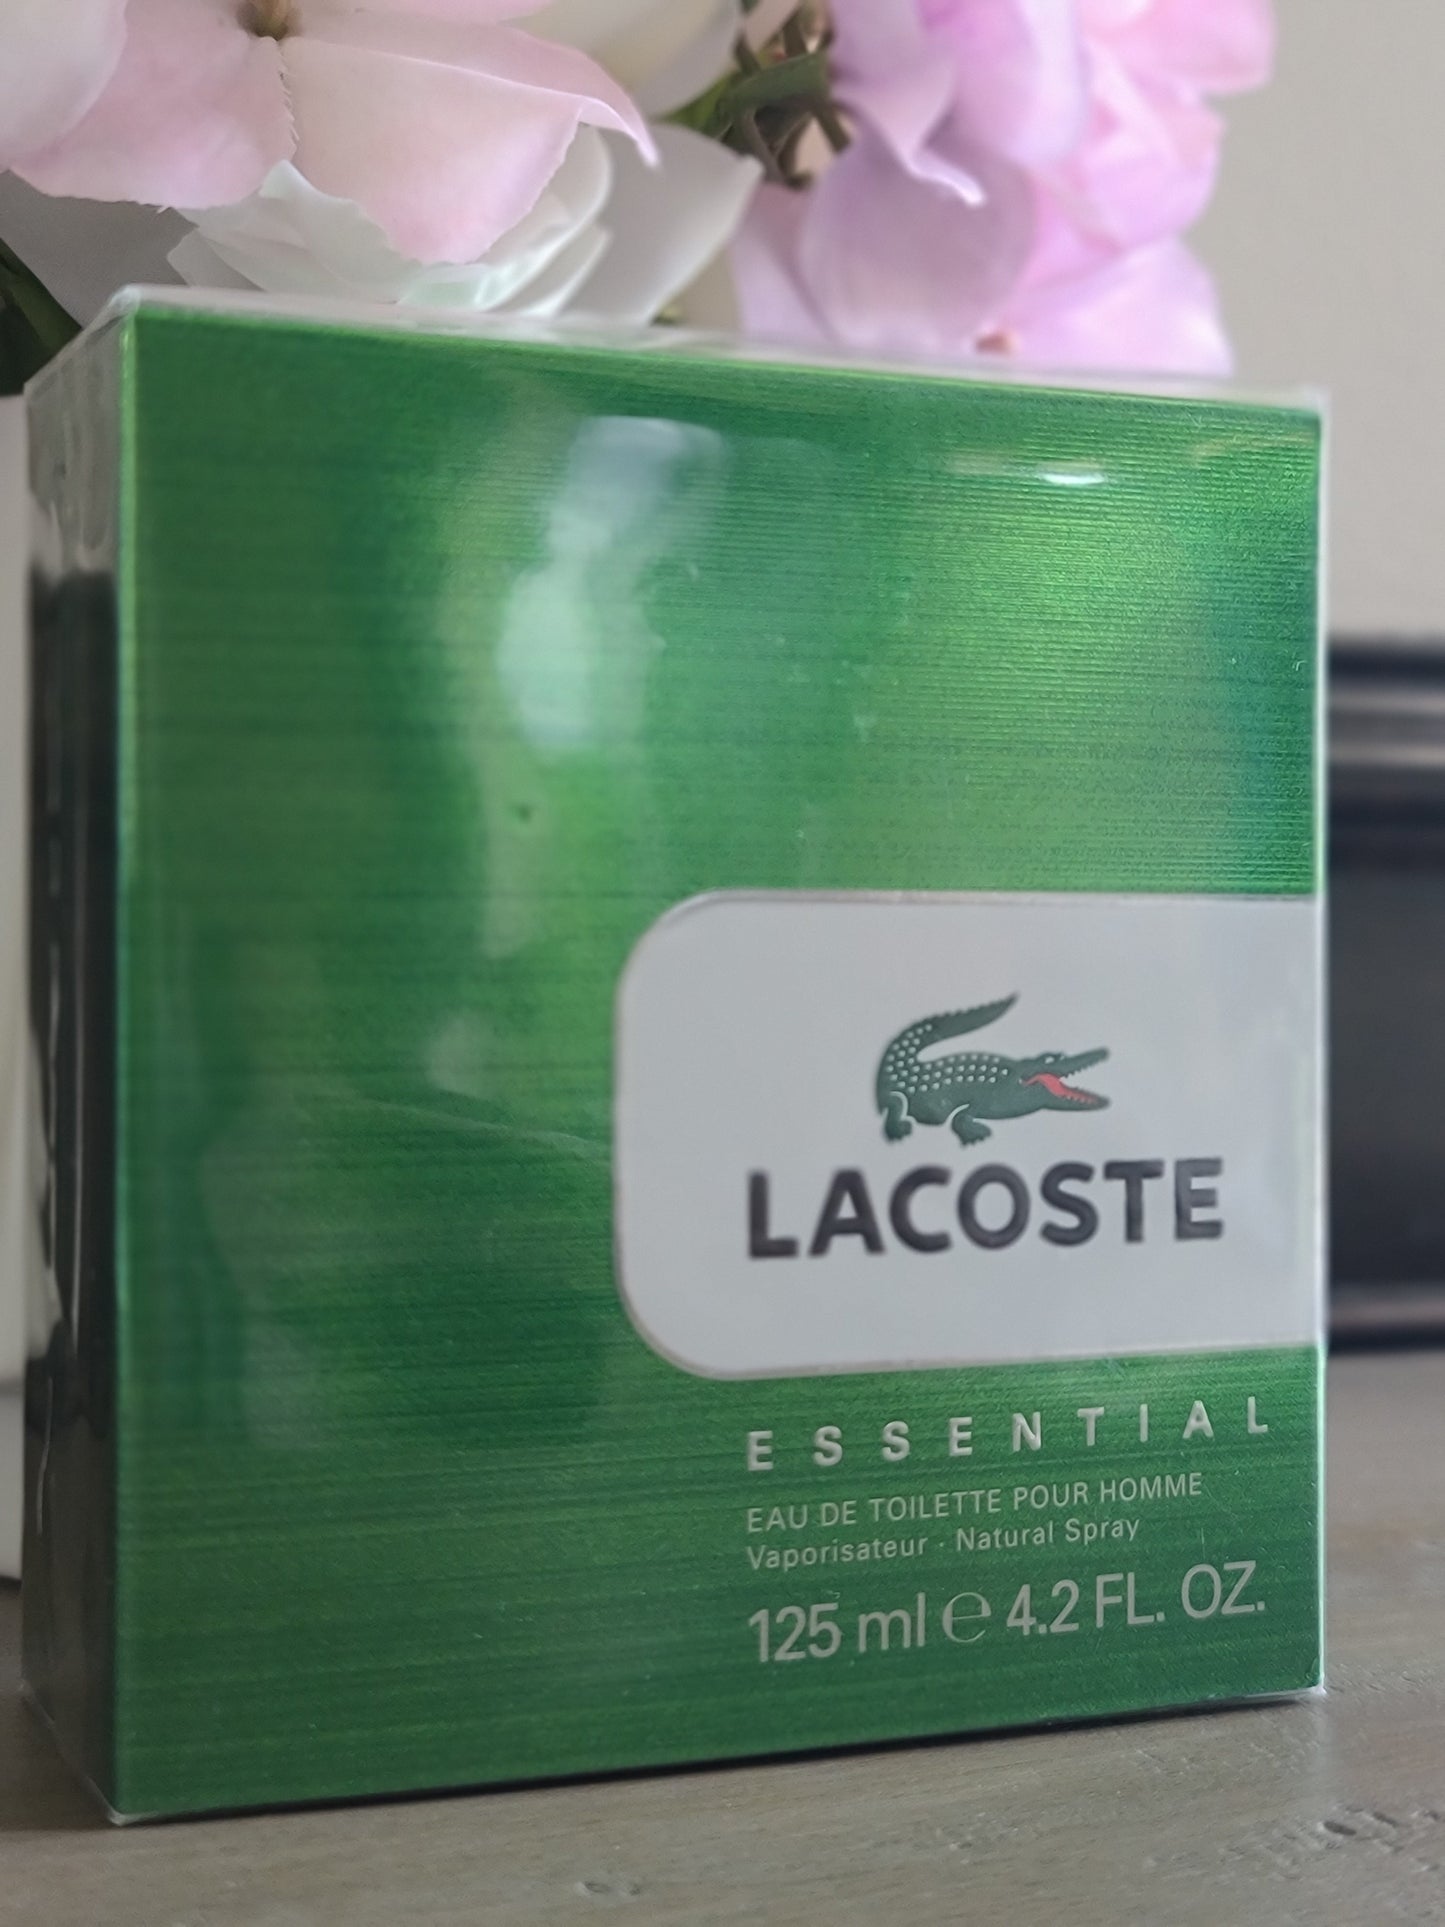 LACOSTE
ESSENTIAL
EAU DE TOILETTE POUR HOMME
Vaporisateur · Natural Spray
125 ml ℮ 4.2 FL. OZ.